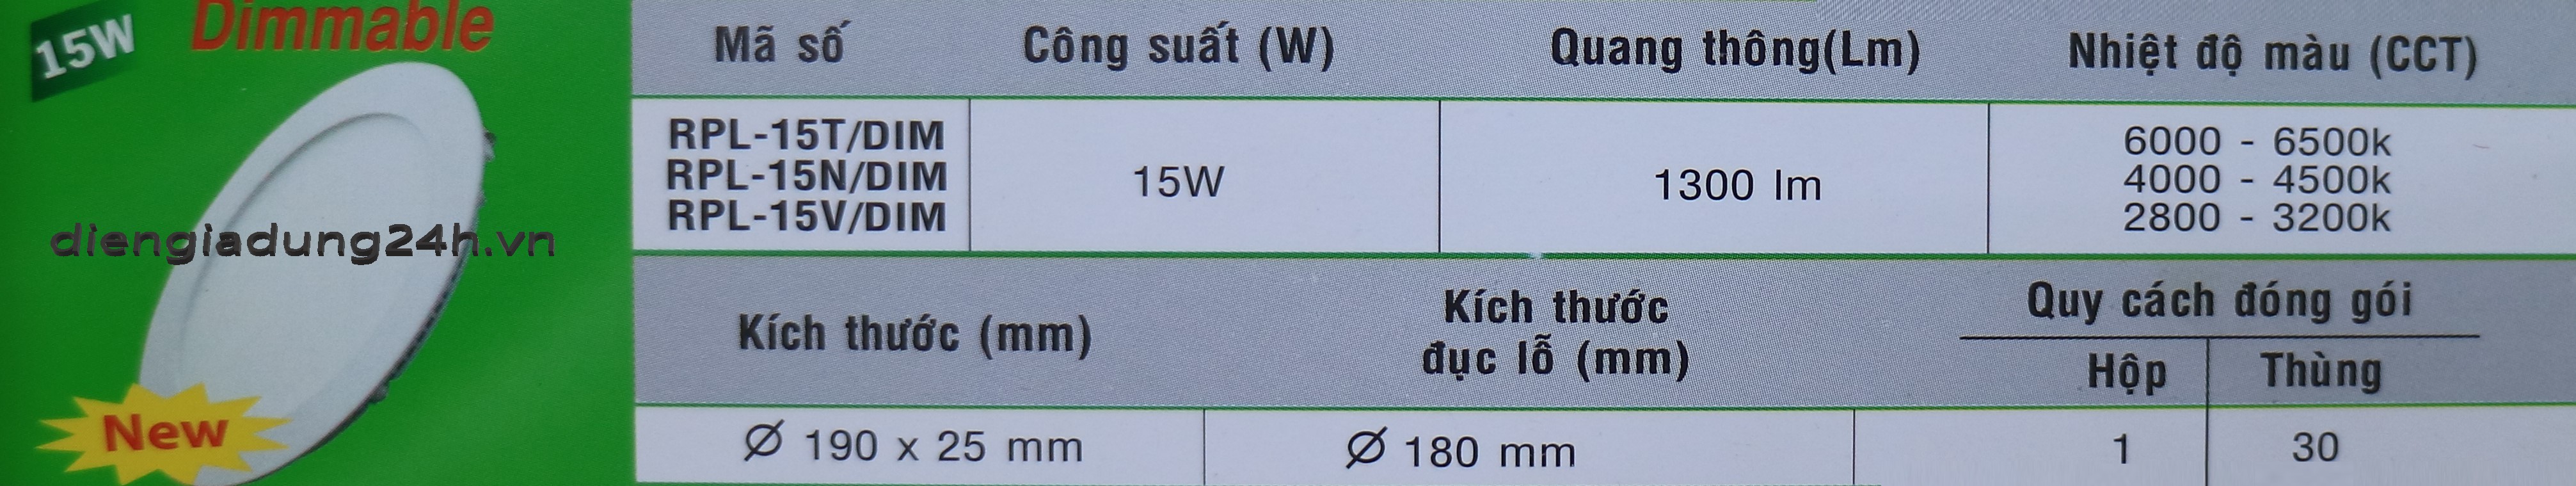 15W
Dimmable
diengiadung24h.vn
New
Mã số
Công suất (W)
Quang thông(Lm)
Nhiệt độ màu (CCT)
RPL-15T/DIM
RPL-15N/DIM
RPL-15V/DIM
15W
1300 lm
6000 - 6500k
4000 - 4500k
2800 - 3200k
Kích thước (mm)
Kích thước
đục lỗ (mm)
Quy cách đóng gói
Hộp
Thùng
Ø 190 x 25 mm
Ø 180 mm
1
30